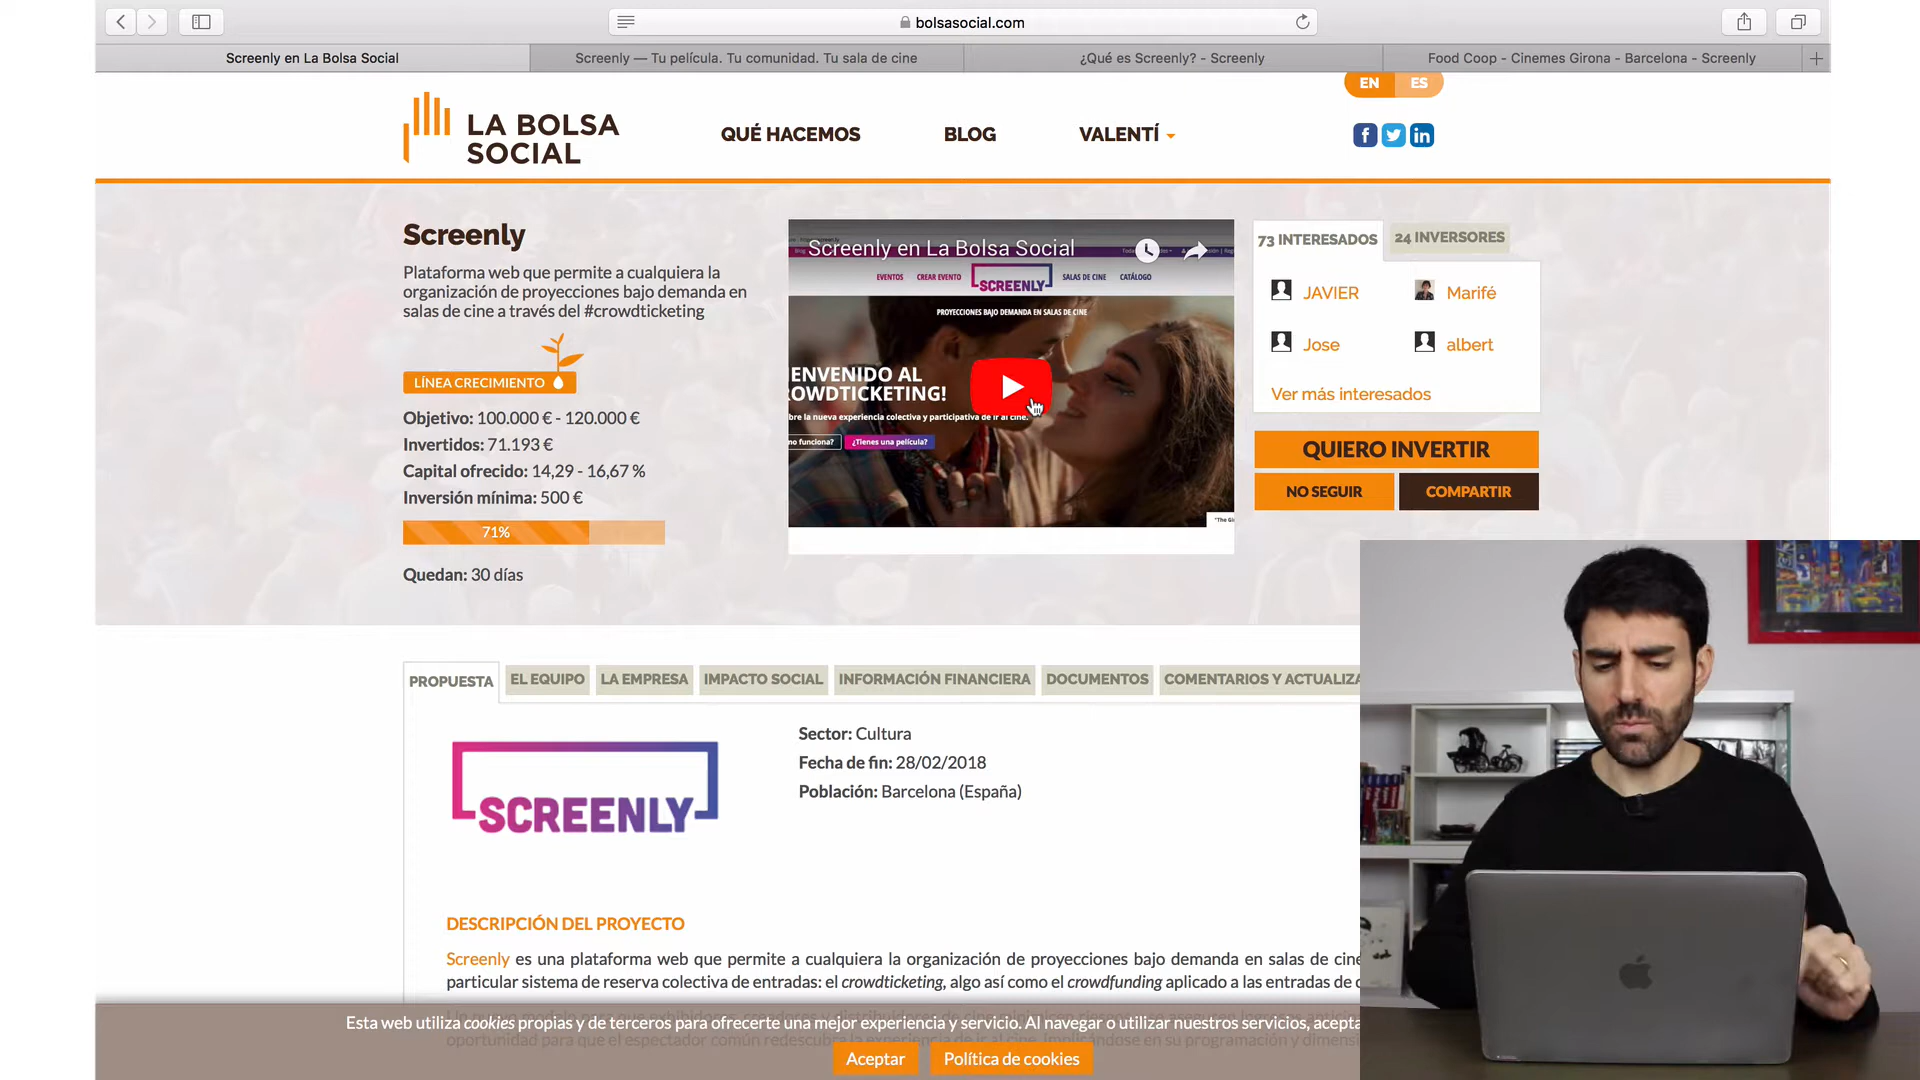 bolsasocial.com
Screenly en La Bolsa Social
Screenly — Tu película. Tu comunidad. Tu sala de cine
¿Qué es Screenly? - Screenly
Food Coop - Cinemes Girona - Barcelona - Screenly
EN ES
LA BOLSA
SOCIAL
QUÉ HACEMOS
BLOG
VALENTÍ
Screenly
Plataforma web que permite a cualquiera la
organización de proyecciones bajo demanda en
salas de cine a través del #crowdticketing
LÍNEA CRECIMIENTO
Objetivo: 100.000 € - 120.000 €
Invertidos: 71.193 €
Capital ofrecido: 14,29 - 16,67 %
Inversión mínima: 500 €
71%
Quedan: 30 días
Screenly en La Bolsa Social
EVENTOS CREAR EVENTO SCREENLY SALAS DE CINE CATÁLOGO
PROYECCIONES BAJO DEMANDA EN SALAS DE CINE
ENVENIDO AL
ROWDTICKETING!
bre la nueva experiencia colectiva y participativa de ir al cine.
mo funciona? ¿Tienes una película?
"The Gi
73 INTERESADOS
24 INVERSORES
JAVIER
Marifé
Jose
albert
Ver más interesados
QUIERO INVERTIR
NO SEGUIR
COMPARTIR
PROPUESTA
EL EQUIPO
LA EMPRESA
IMPACTO SOCIAL
INFORMACIÓN FINANCIERA
DOCUMENTOS
COMENTARIOS Y ACTUALIZA
SCREENLY
Sector: Cultura
Fecha de fin: 28/02/2018
Población: Barcelona (España)
DESCRIPCIÓN DEL PROYECTO
Screenly es una plataforma web que permite a cualquiera la organización de proyecciones bajo demanda en salas de cine
particular sistema de reserva colectiva de entradas: el crowdticketing, algo así como el crowdfunding aplicado a las entradas de c
Esta web utiliza cookies propias y de terceros para ofrecerte una mejor experiencia y servicio. Al navegar o utilizar nuestros servicios, acepta
oportunidad para que el espectador común redescubra la experiencia de ir al cine, implicándose en su programación y dimensi
Aceptar
Política de cookies